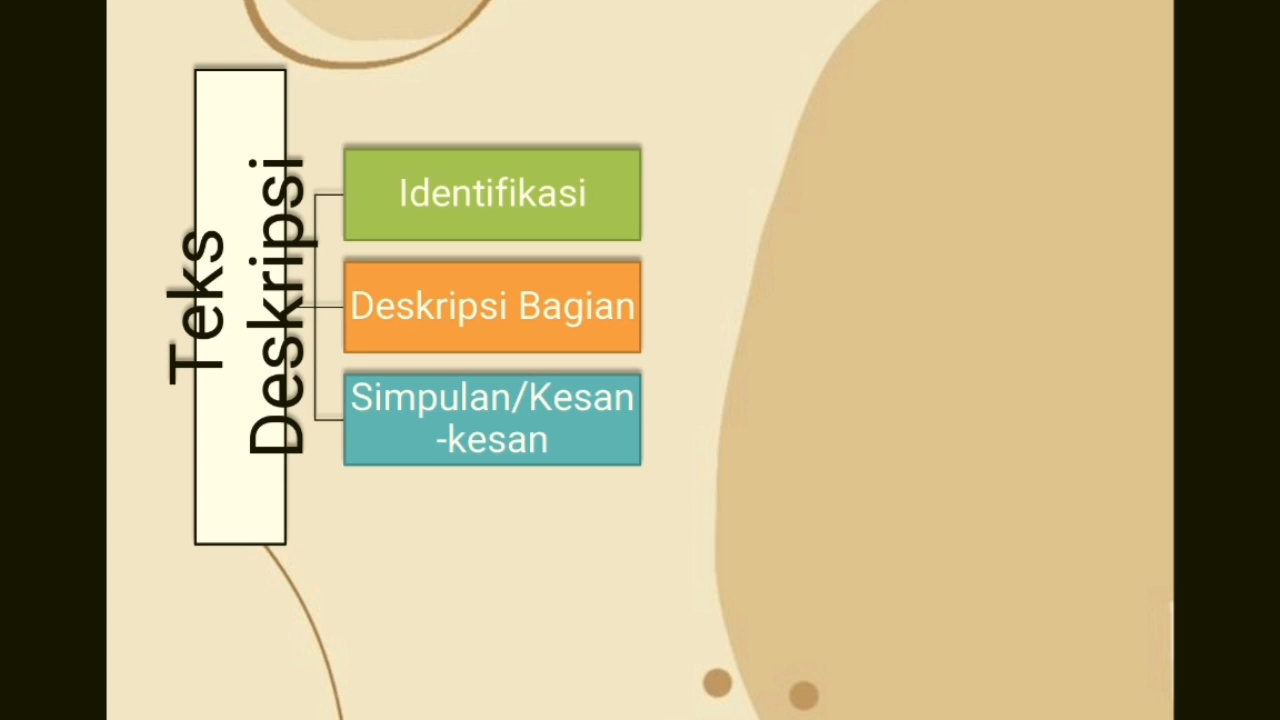 Teks
Deskripsi
Identifikasi
Deskripsi Bagian
Simpulan/Kesan
-kesan